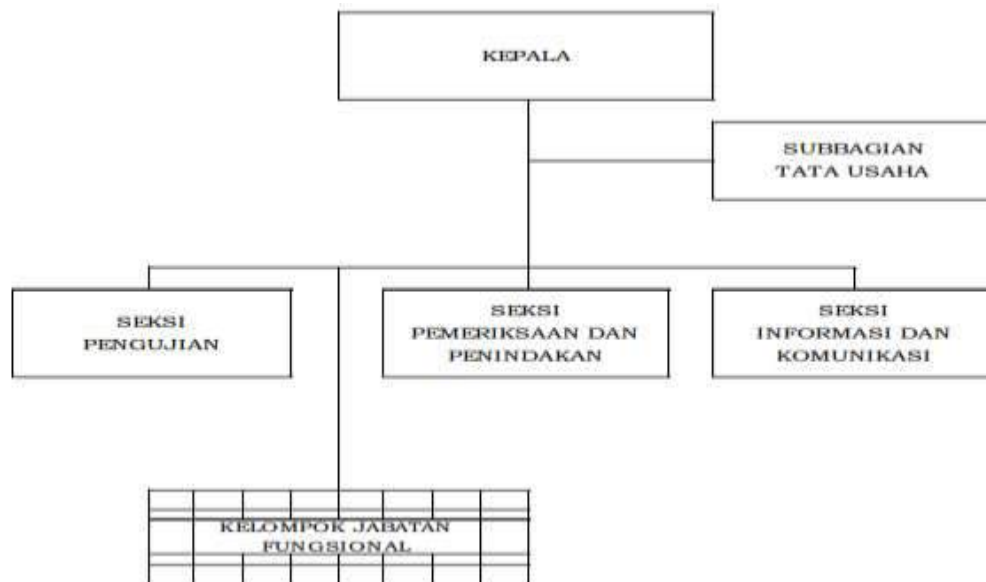 KEPALA
SUBBAGIAN
TATA USAHA
SEKSI
PENGUJIAN
SEKSI
PEMERIKSAAN DAN
PENINDAKAN
SEKSI
INFORMASI DAN
KOMUNIKASI
KELOMPOK JABATAN
FUNGSIONAL